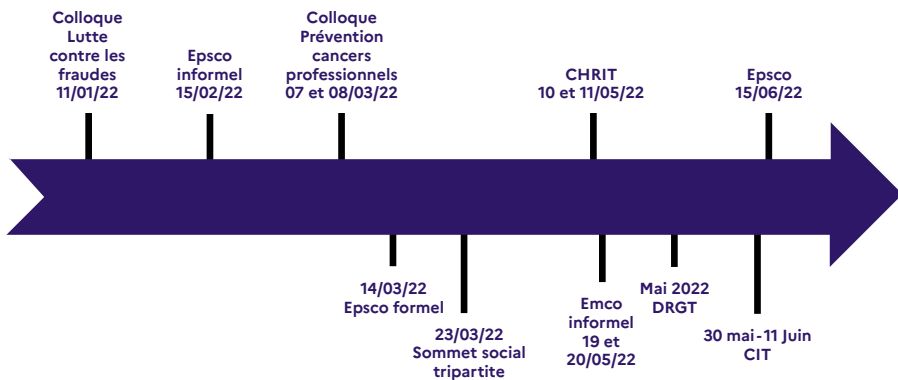 Colloque
Lutte
contre les
fraudes
11/01/22
Epsco
informel
15/02/22
Colloque
Prévention
cancers
professionnels
07 et 08/03/22
CHRIT
10 et 11/05/22
Epsco
15/06/22
14/03/22
Epsco formel
23/03/22
Sommet social
tripartite
Emco
informel
19 et
20/05/22
Mai 2022
DRGT
30 mai-11 Juin
CIT